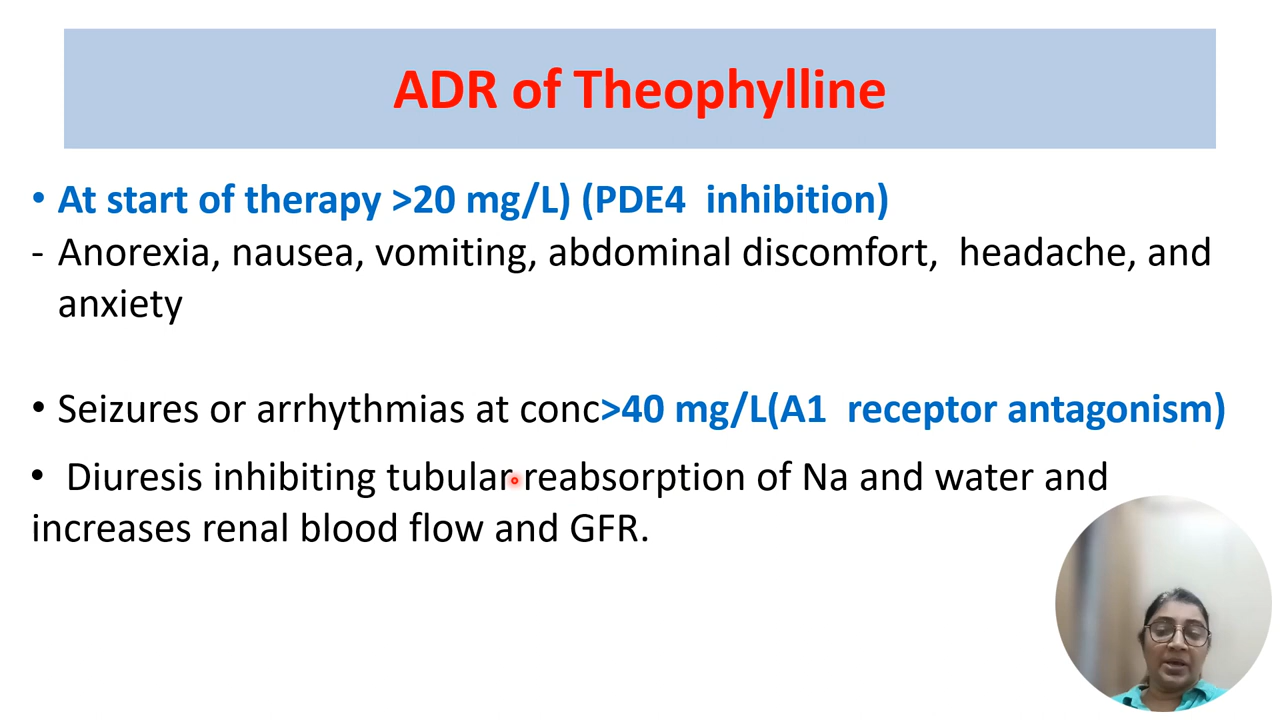 ADR of Theophylline
• At start of therapy >20 mg/L) (PDE4 inhibition)
- Anorexia, nausea, vomiting, abdominal discomfort, headache, and
anxiety
• Seizures or arrhythmias at conc>40 mg/L(A1 receptor antagonism)
• Diuresis inhibiting tubular reabsorption of Na and water and
increases renal blood flow and GFR.